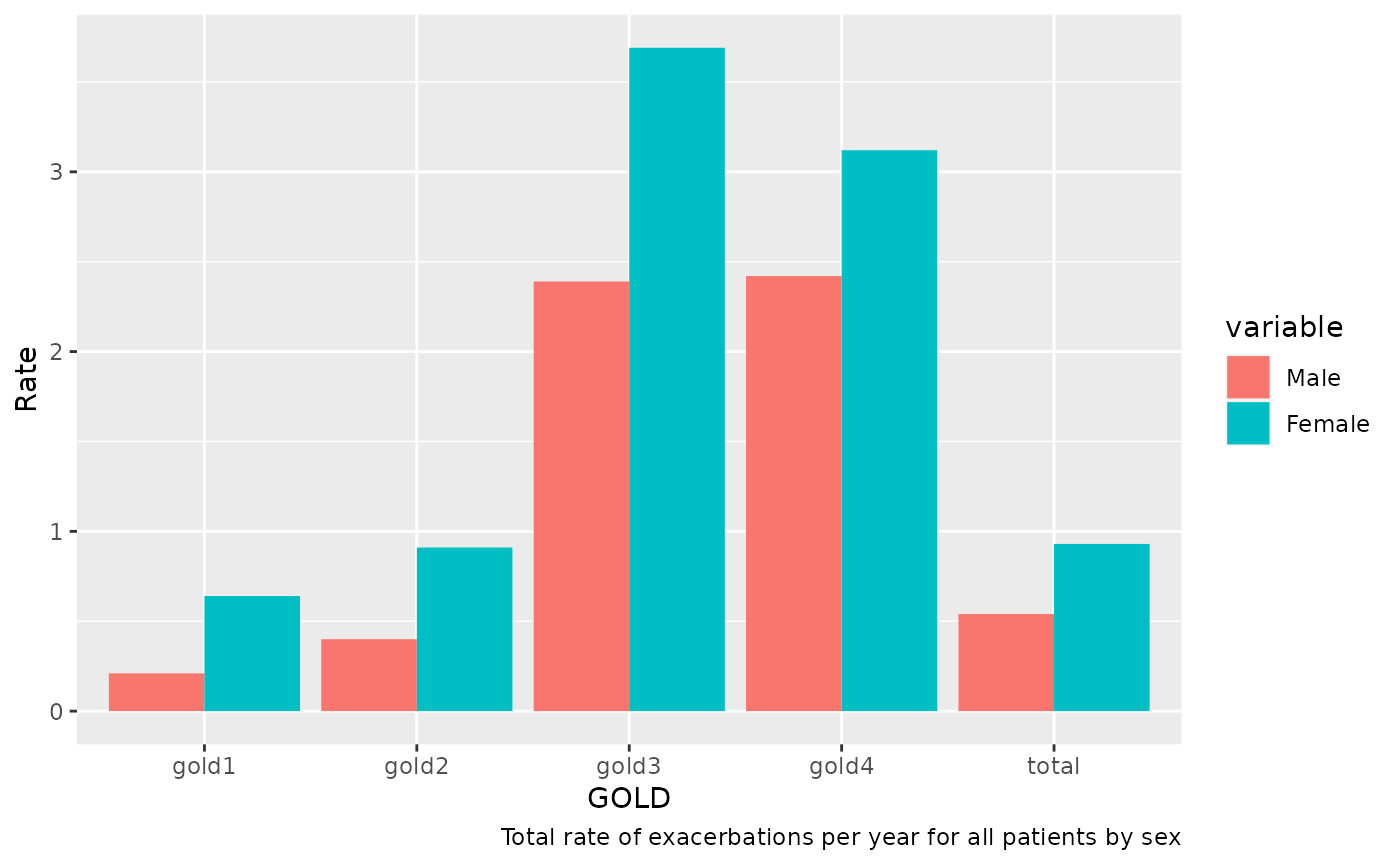 Rate
3
2
1
0
gold1 gold2 gold3 gold4 total
GOLD
Total rate of exacerbations per year for all patients by sex
variable
Male
Female